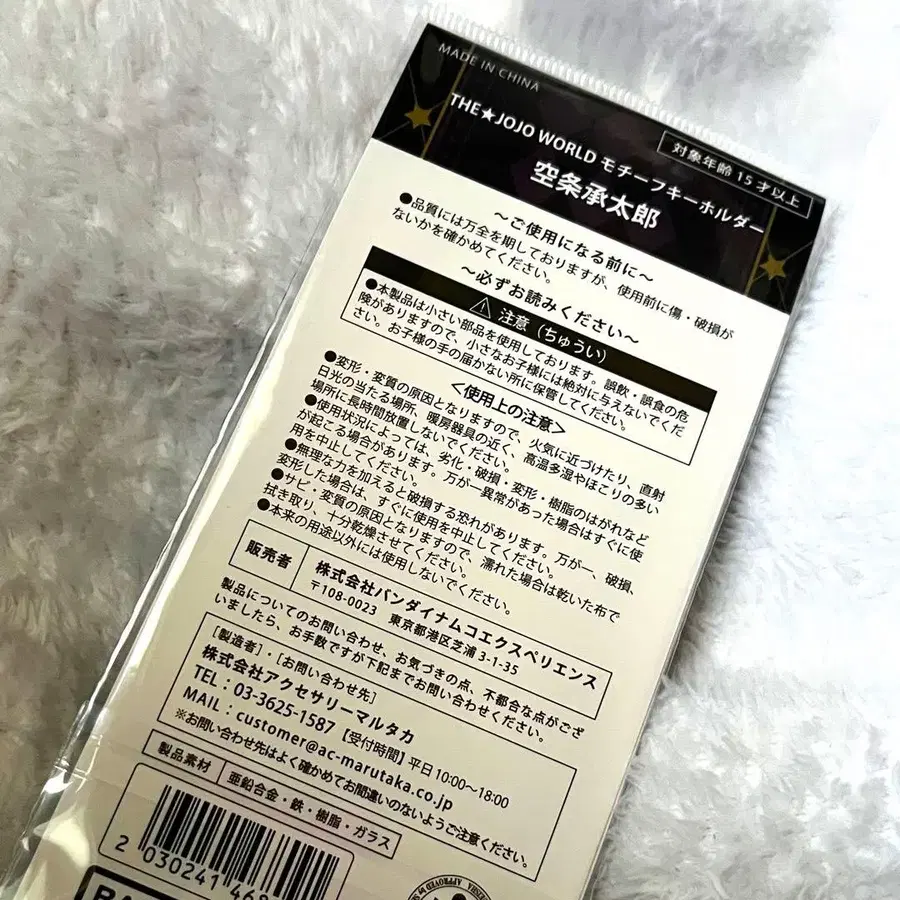 MADE IN CHINA
対象年齢 15才以上
THE★JOJO WORLD モチーフキーホルダー
空条承太郎
～ご使用になる前に～
●品質には万全を期しておりますが、使用前に傷・破損が
ないかを確かめてください。
～必ずお読みください～
注意（ちゅうい）
●本製品は小さい部品を使用しております。誤飲・誤食の危
険がありますので、小さなお子様には絶対に与えないでくだ
さい。お子様の手の届かない所に保管してください。
＜使用上の注意＞
●変形・変質の原因となりますので、火気に近づけたり、直射
日光の当たる場所、暖房器具の近く、高温多湿やほこりの多い
場所に長時間放置しないでください。
●使用状況によっては、劣化・破損・変形・樹脂のはがれなど
が起こる場合があります。万が一異常があった場合はすぐに使
用を中止してください。
●無理な力を加えると破損する恐れがあります。万が一、破損、
変形した場合は、すぐに使用を中止してください。
●サビ・変質の原因となりますので、濡れた場合は乾いた布で
拭き取り、十分乾燥させてください。
●本来の用途以外には使用しないでください。
販売者
株式会社バンダイナムコエクスペリエンス
〒108-0023 東京都港区芝浦3-1-35
製品についてのお問い合わせ、お気づきの点、不都合な点がござ
いましたら、お手数ですが下記までお問い合わせください。
［製造者］・［お問い合わせ先］
株式会社アクセサリーマルタカ
TEL：03-3625-1587【受付時間】平日10:00～18:00
MAIL：customer@ac-marutaka.co.jp
※お問い合わせ先はよく確かめてお間違いのないようご注意ください。
製品素材 亜鉛合金・鉄・樹脂・ガラス
2 030241 468